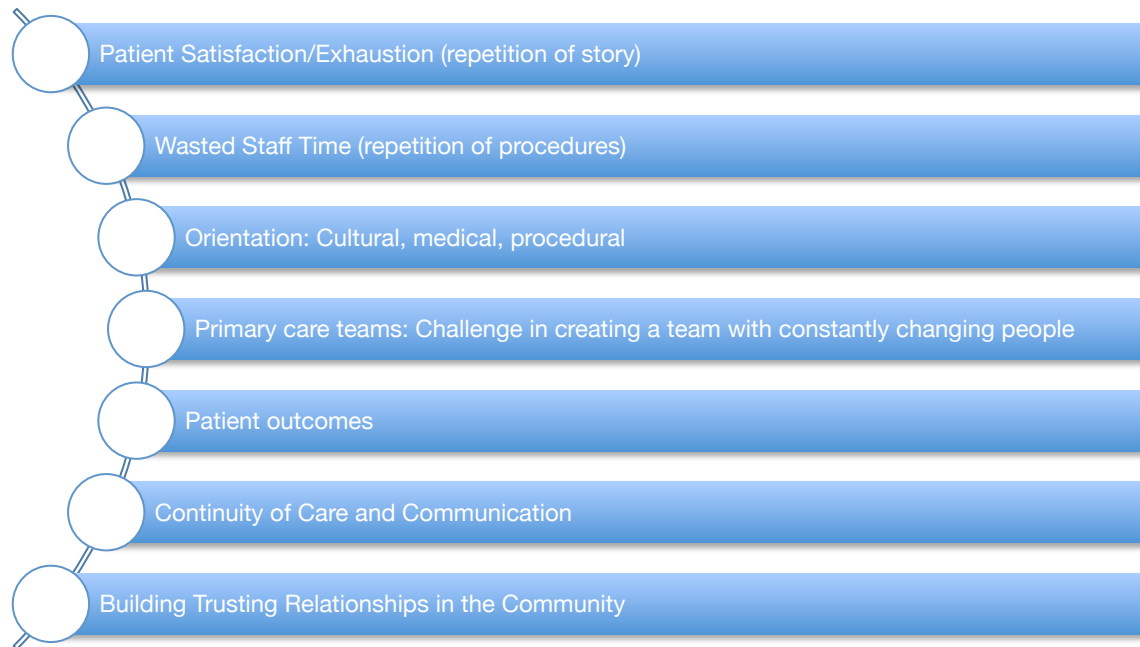 Patient Satisfaction/Exhaustion (repetition of story)
Wasted Staff Time (repetition of procedures)
Orientation: Cultural, medical, procedural
Primary care teams: Challenge in creating a team with constantly changing people
Patient outcomes
Continuity of Care and Communication
Building Trusting Relationships in the Community